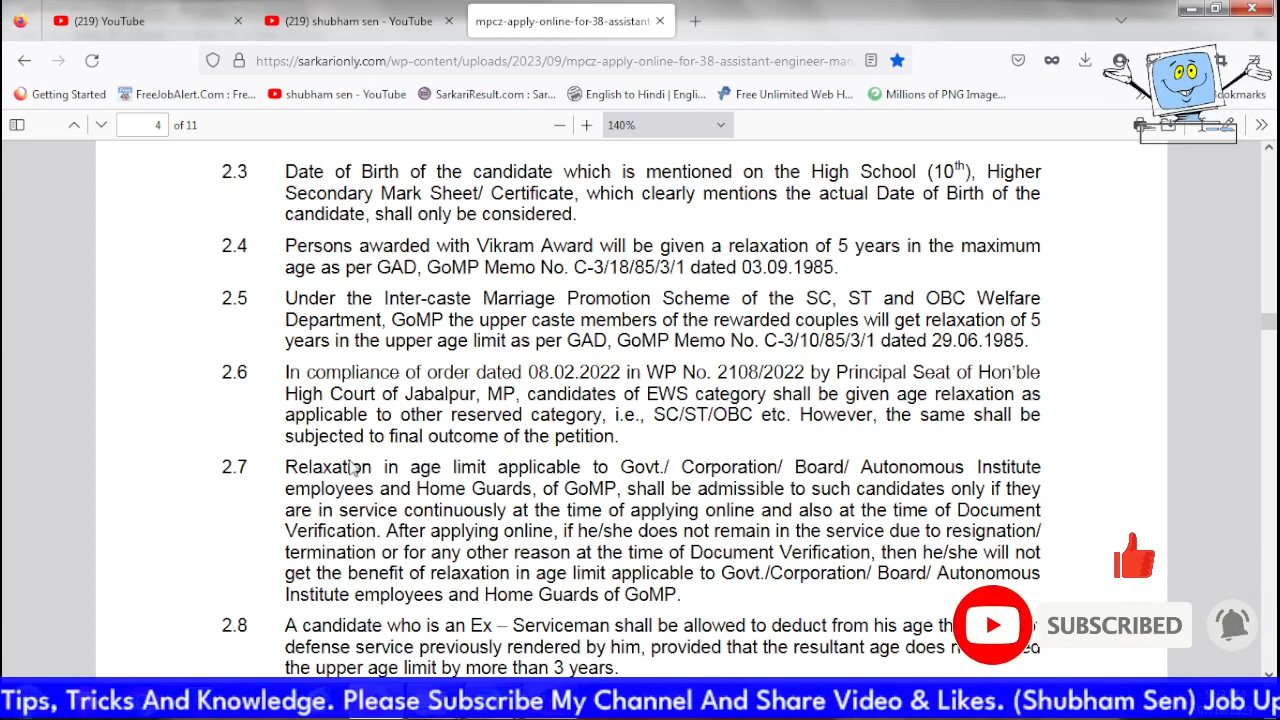 (219) YouTube
(219) shubham sen - YouTube
mpcz-apply-online-for-38-assistant
https://sarkarionly.com/wp-content/uploads/2023/09/mpcz-apply-online-for-38-assistant-engineer-man
Getting Started
FreeJobAlert.Com : Fre...
shubham sen - YouTube
SarkaResult.com : Sar...
English to Hindi | Engli...
Free Unlimited Web H...
Millions of PNG Image...
okmarks
4 of 11
140%
2.3 Date of Birth of the candidate which is mentioned on the High School (10th), Higher
Secondary Mark Sheet/ Certificate, which clearly mentions the actual Date of Birth of the
candidate, shall only be considered.
2.4 Persons awarded with Vikram Award will be given a relaxation of 5 years in the maximum
age as per GAD, GoMP Memo No. C-3/18/85/3/1 dated 03.09.1985.
2.5 Under the Inter-caste Marriage Promotion Scheme of the SC, ST and OBC Welfare
Department, GoMP the upper caste members of the rewarded couples will get relaxation of 5
years in the upper age limit as per GAD, GoMP Memo No. C-3/10/85/3/1 dated 29.06.1985.
2.6 In compliance of order dated 08.02.2022 in WP No. 2108/2022 by Principal Seat of Hon'ble
High Court of Jabalpur, MP, candidates of EWS category shall be given age relaxation as
applicable to other reserved category, i.e., SC/ST/OBC etc. However, the same shall be
subjected to final outcome of the petition.
2.7 Relaxation in age limit applicable to Govt./ Corporation/ Board/ Autonomous Institute
employees and Home Guards, of GoMP, shall be admissible to such candidates only if they
are in service continuously at the time of applying online and also at the time of Document
Verification. After applying online, if he/she does not remain in the service due to resignation/
termination or for any other reason at the time of Document Verification, then he/she will not
get the benefit of relaxation in age limit applicable to Govt./Corporation/ Board/ Autonomous
Institute employees and Home Guards of GoMP.
2.8 A candidate who is an Ex – Serviceman shall be allowed to deduct from his age
defense service previously rendered by him, provided that the resultant age does
the upper age limit by more than 3 years.
SUBSCRIBED
Tips, Tricks And Knowledge. Please Subscribe My Channel And Share Video & Likes. (Shubham Sen) Job Up